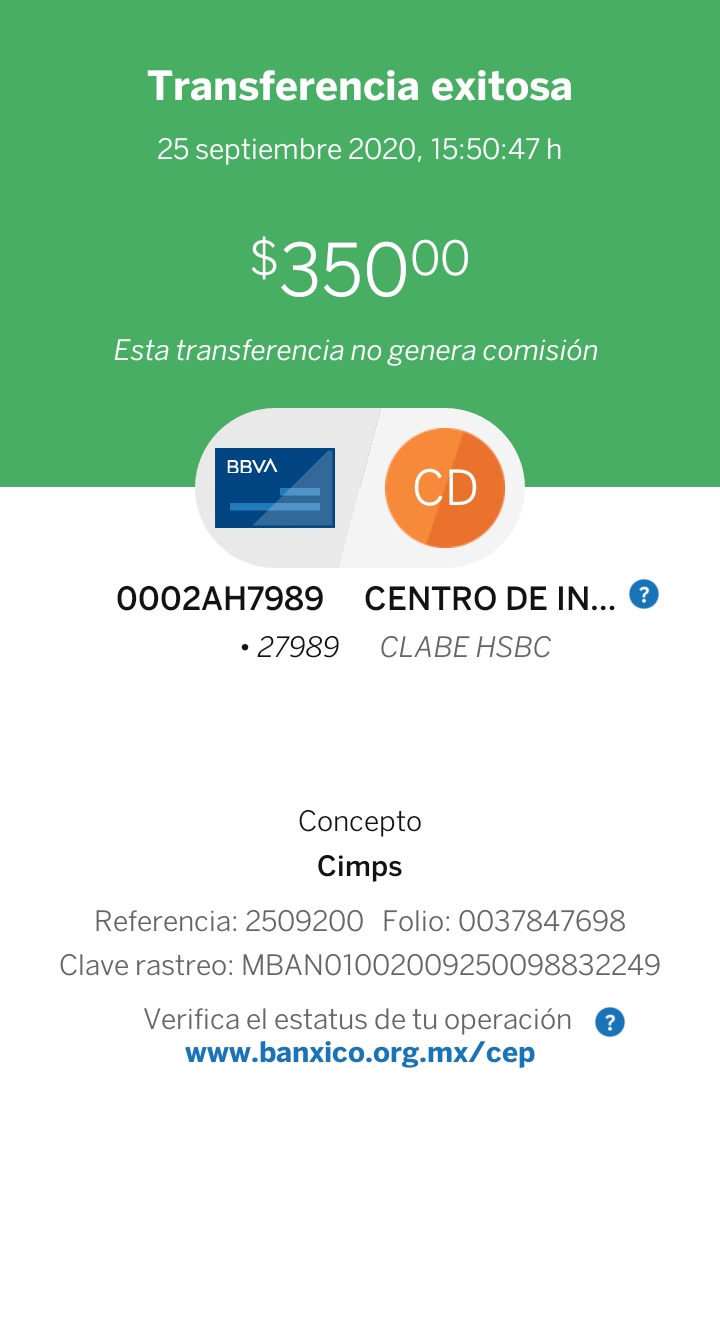 Transferencia exitosa
25 septiembre 2020, 15:50:47 h
$350.00
Esta transferencia no genera comisión
BBVA
CD
0002AH7989 CENTRO DE IN... ?
• 27989 CLABE HSBC
Concepto
Cimps
Referencia: 2509200 Folio: 0037847698
Clave rastreo: MBAN01002009250098832249
Verifica el estatus de tu operación ?
www.banxico.org.mx/cep